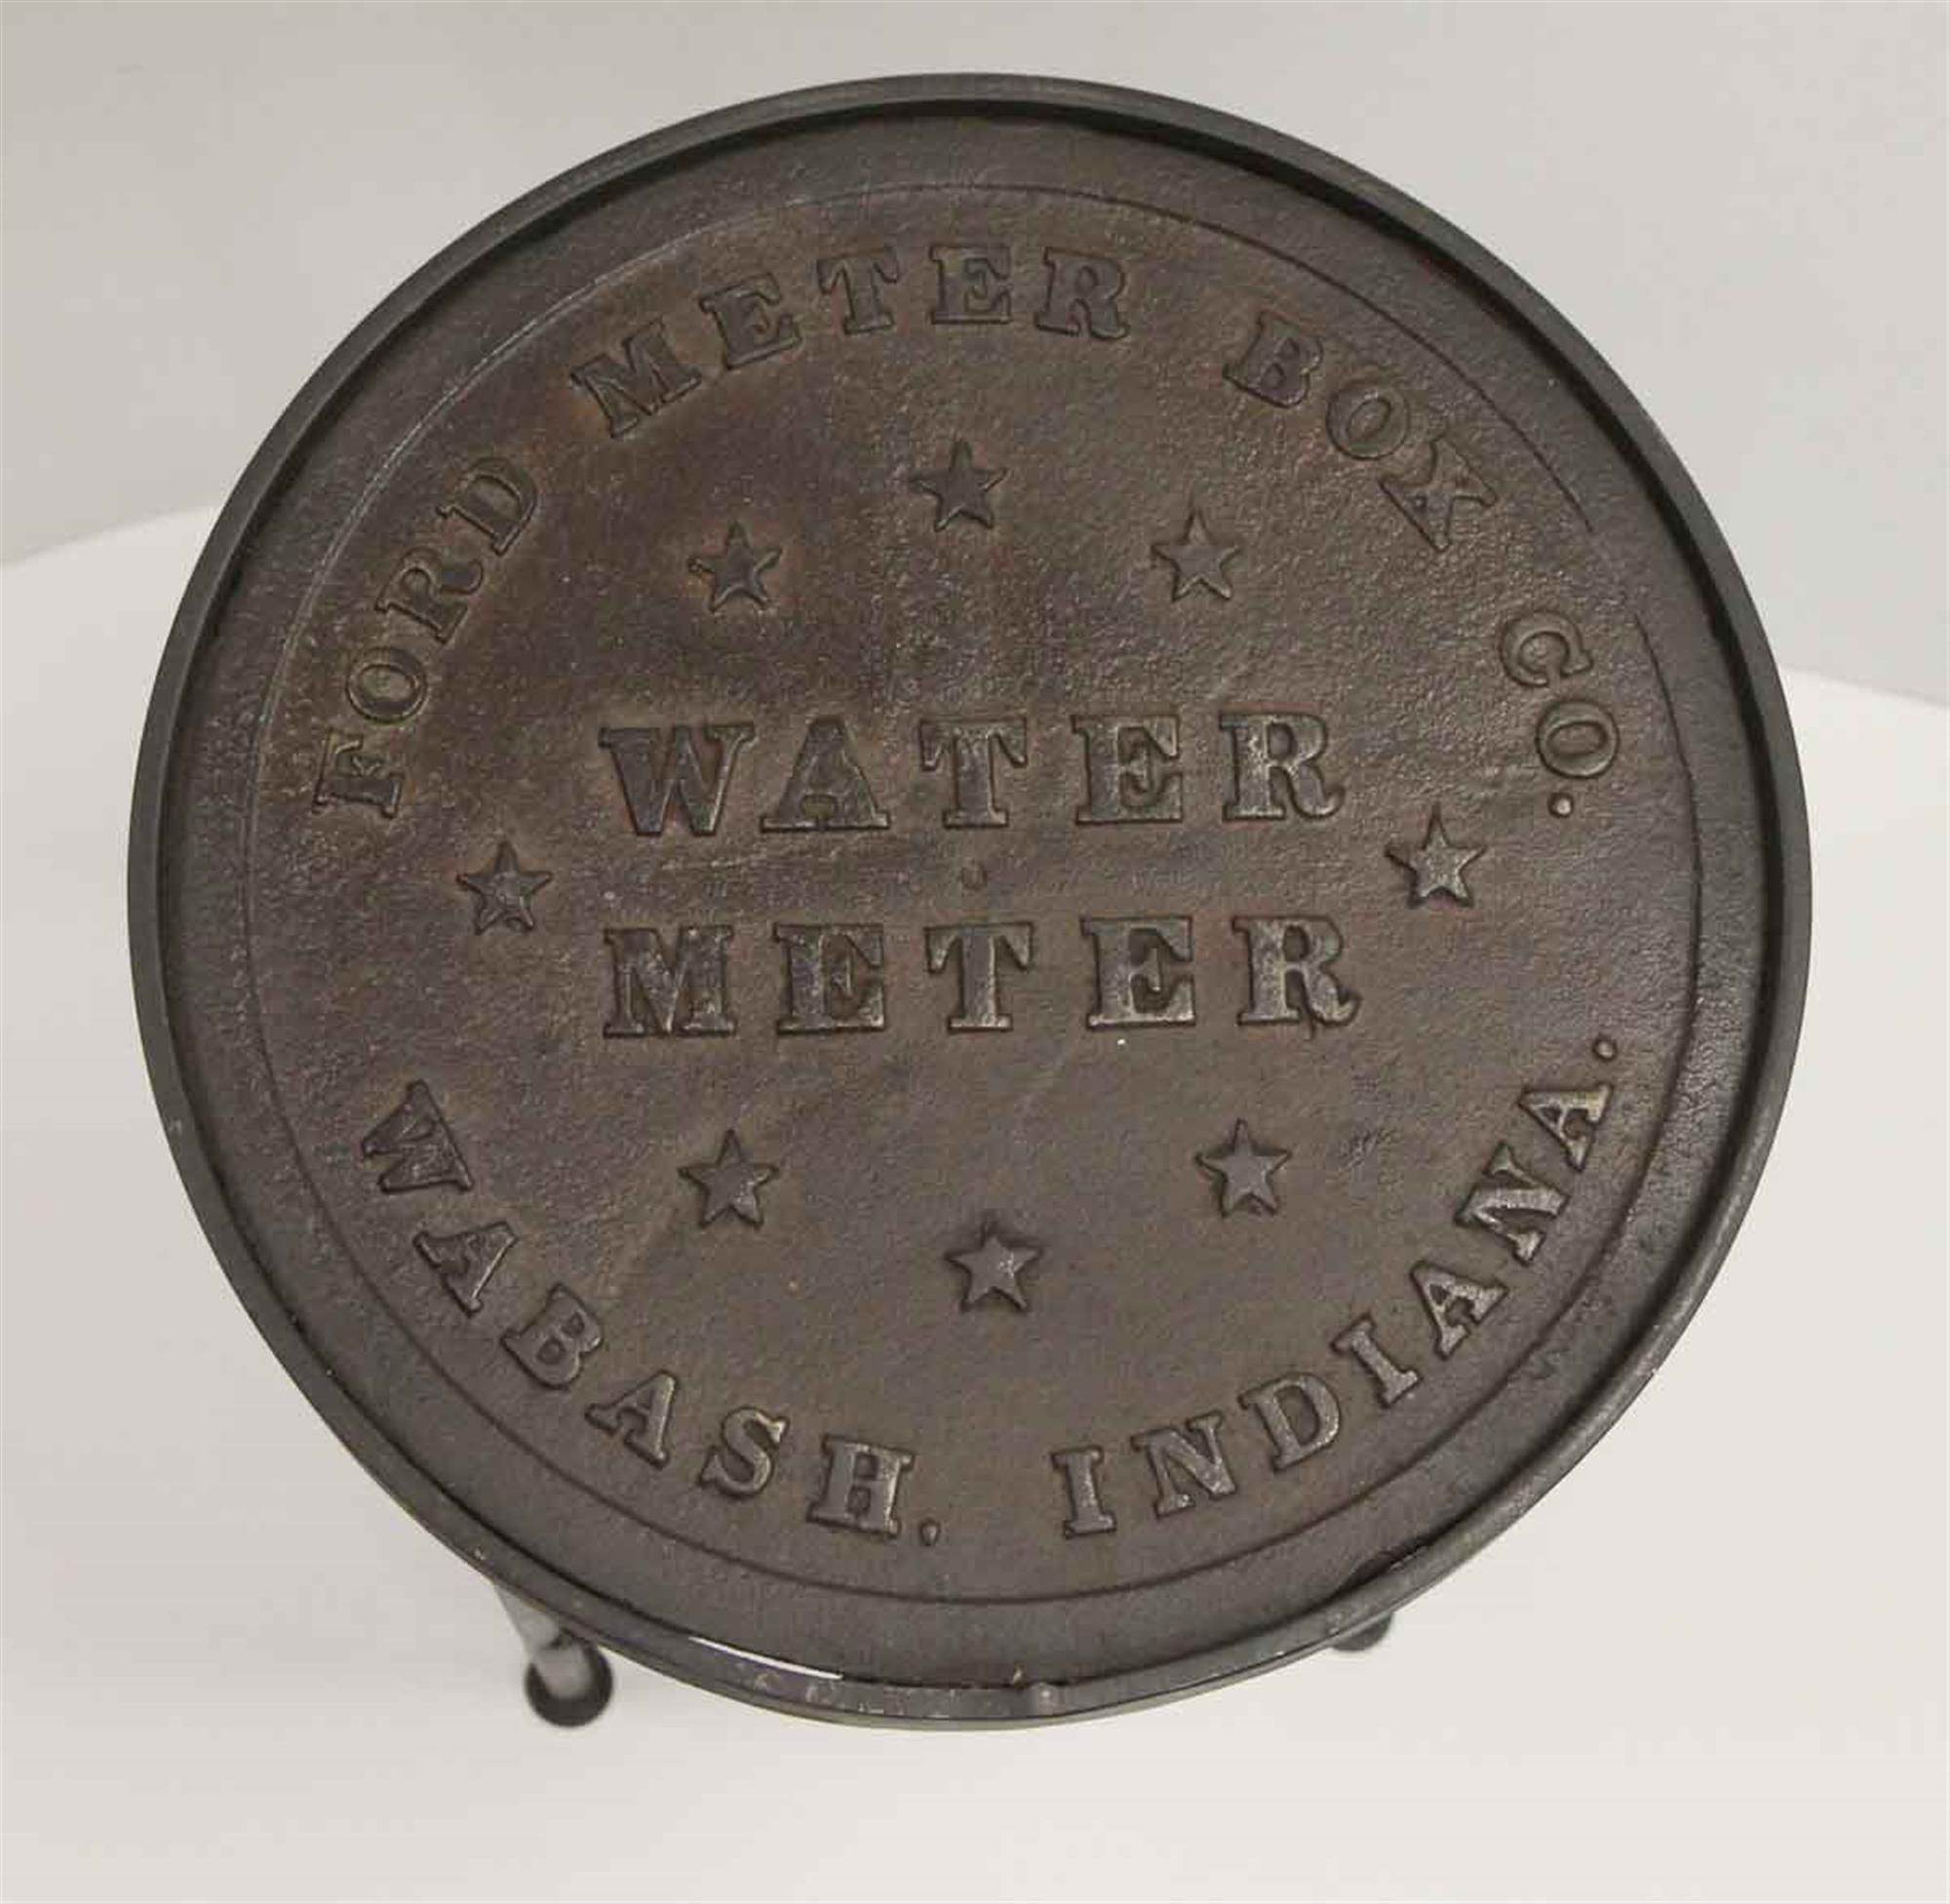 FORD METER BOX CO.
WATER
METER
WABASH. INDIANA.